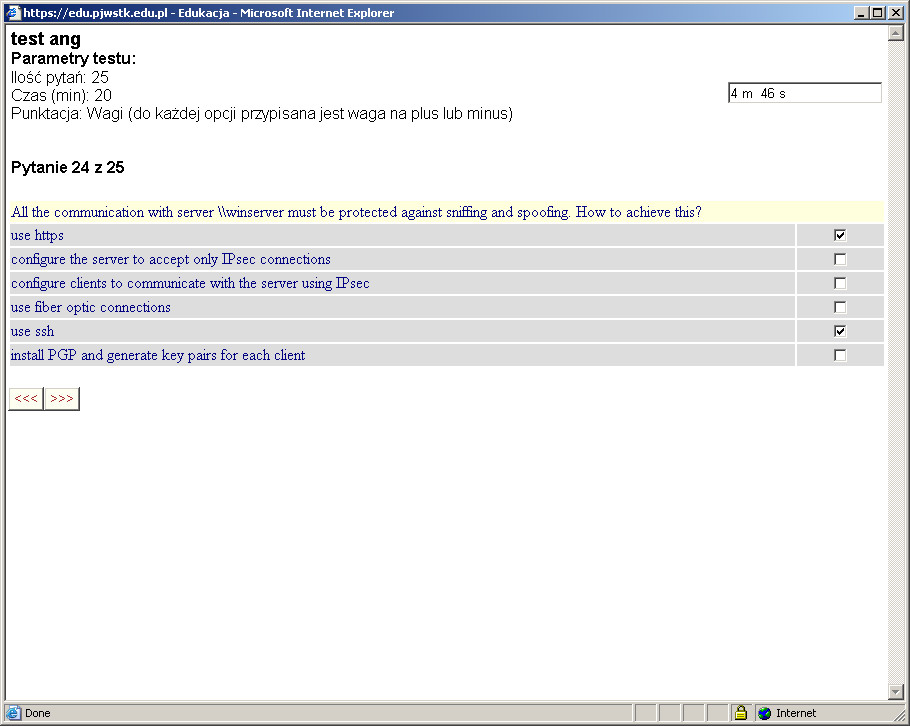 https://edu.pjwstk.edu.pl - Edukacja - Microsoft Internet Explorer
test ang
Parametry testu:
Ilość pytań: 25
Czas (min): 20
4 m 46 s
Punktacja: Wagi (do każdej opcji przypisana jest waga na plus lub minus)
Pytanie 24 z 25
All the communication with server \\winserver must be protected against sniffing and spoofing. How to achieve this?
use https
configure the server to accept only IPsec connections
configure clients to communicate with the server using IPsec
use fiber optic connections
use ssh
install PGP and generate key pairs for each client
<<< >>>
Done Internet